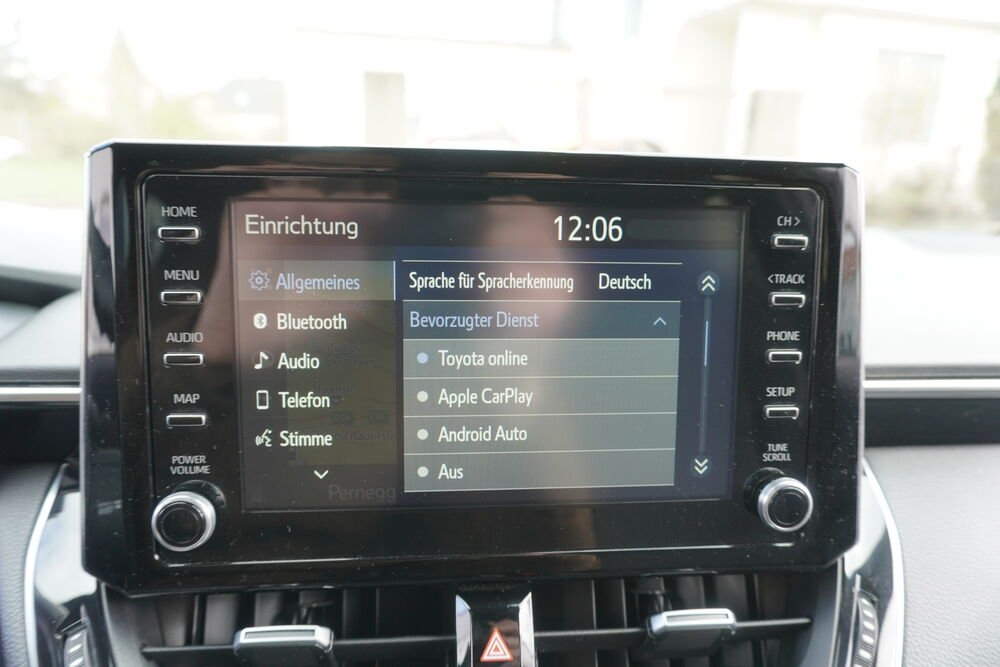 HOME
MENU
AUDIO
MAP
POWER
VOLUME
Einrichtung
12:06
Allgemeines
Bluetooth
Audio
Telefon
Stimme
Pernegg
Sprache für Spracherkennung Deutsch
Bevorzugter Dienst
Toyota online
Apple CarPlay
Android Auto
Aus
CH >
< TRACK
PHONE
SETUP
TUNE
SCROLL